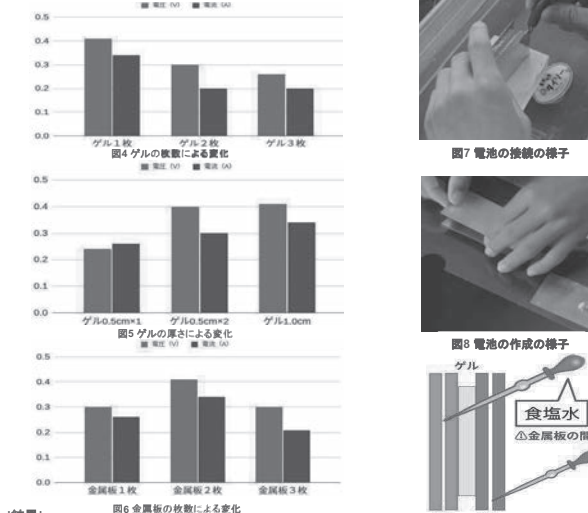 電圧 (V) 電流 (A)
0.5
0.4
0.3
0.2
0.1
0.0
ゲル1枚 ゲル2枚 ゲル3枚
図4 ゲルの枚数による変化
電圧 (V) 電流 (A)
0.5
0.4
0.3
0.2
0.1
0.0
ゲル0.5cm×1 ゲル0.5cm×2 ゲル1.0cm
図5 ゲルの厚さによる変化
電圧 (V) 電流 (A)
0.5
0.4
0.3
0.2
0.1
0.0
金属板1枚 金属板2枚 金属板3枚
図6 金属板の枚数による変化
図7 電池の接続の様子
図8 電池の作成の様子
ゲル
食塩水
⚠金属板の間